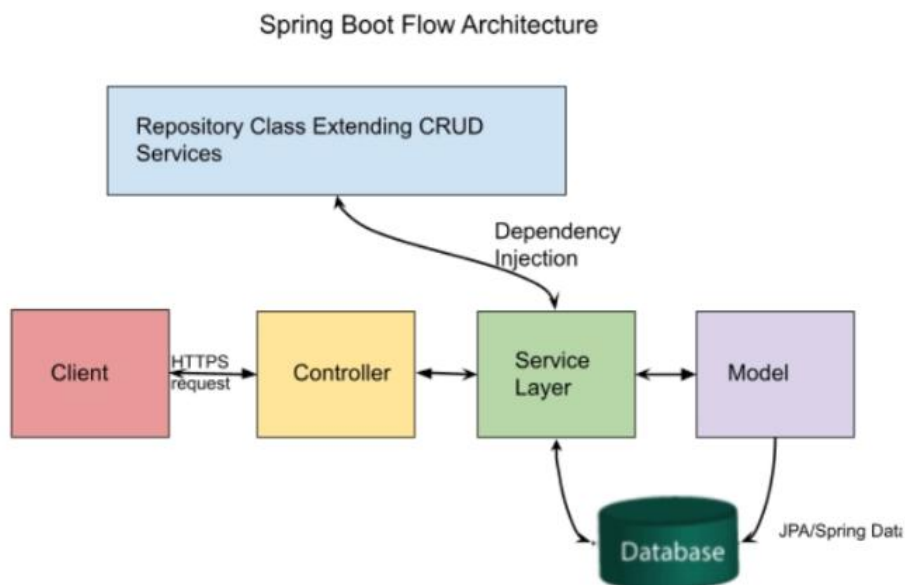 Spring Boot Flow Architecture
Repository Class Extending CRUD
Services
Dependency
Injection
Client
HTTPS
request
Controller
Service
Layer
Model
JPA/Spring Data
Database